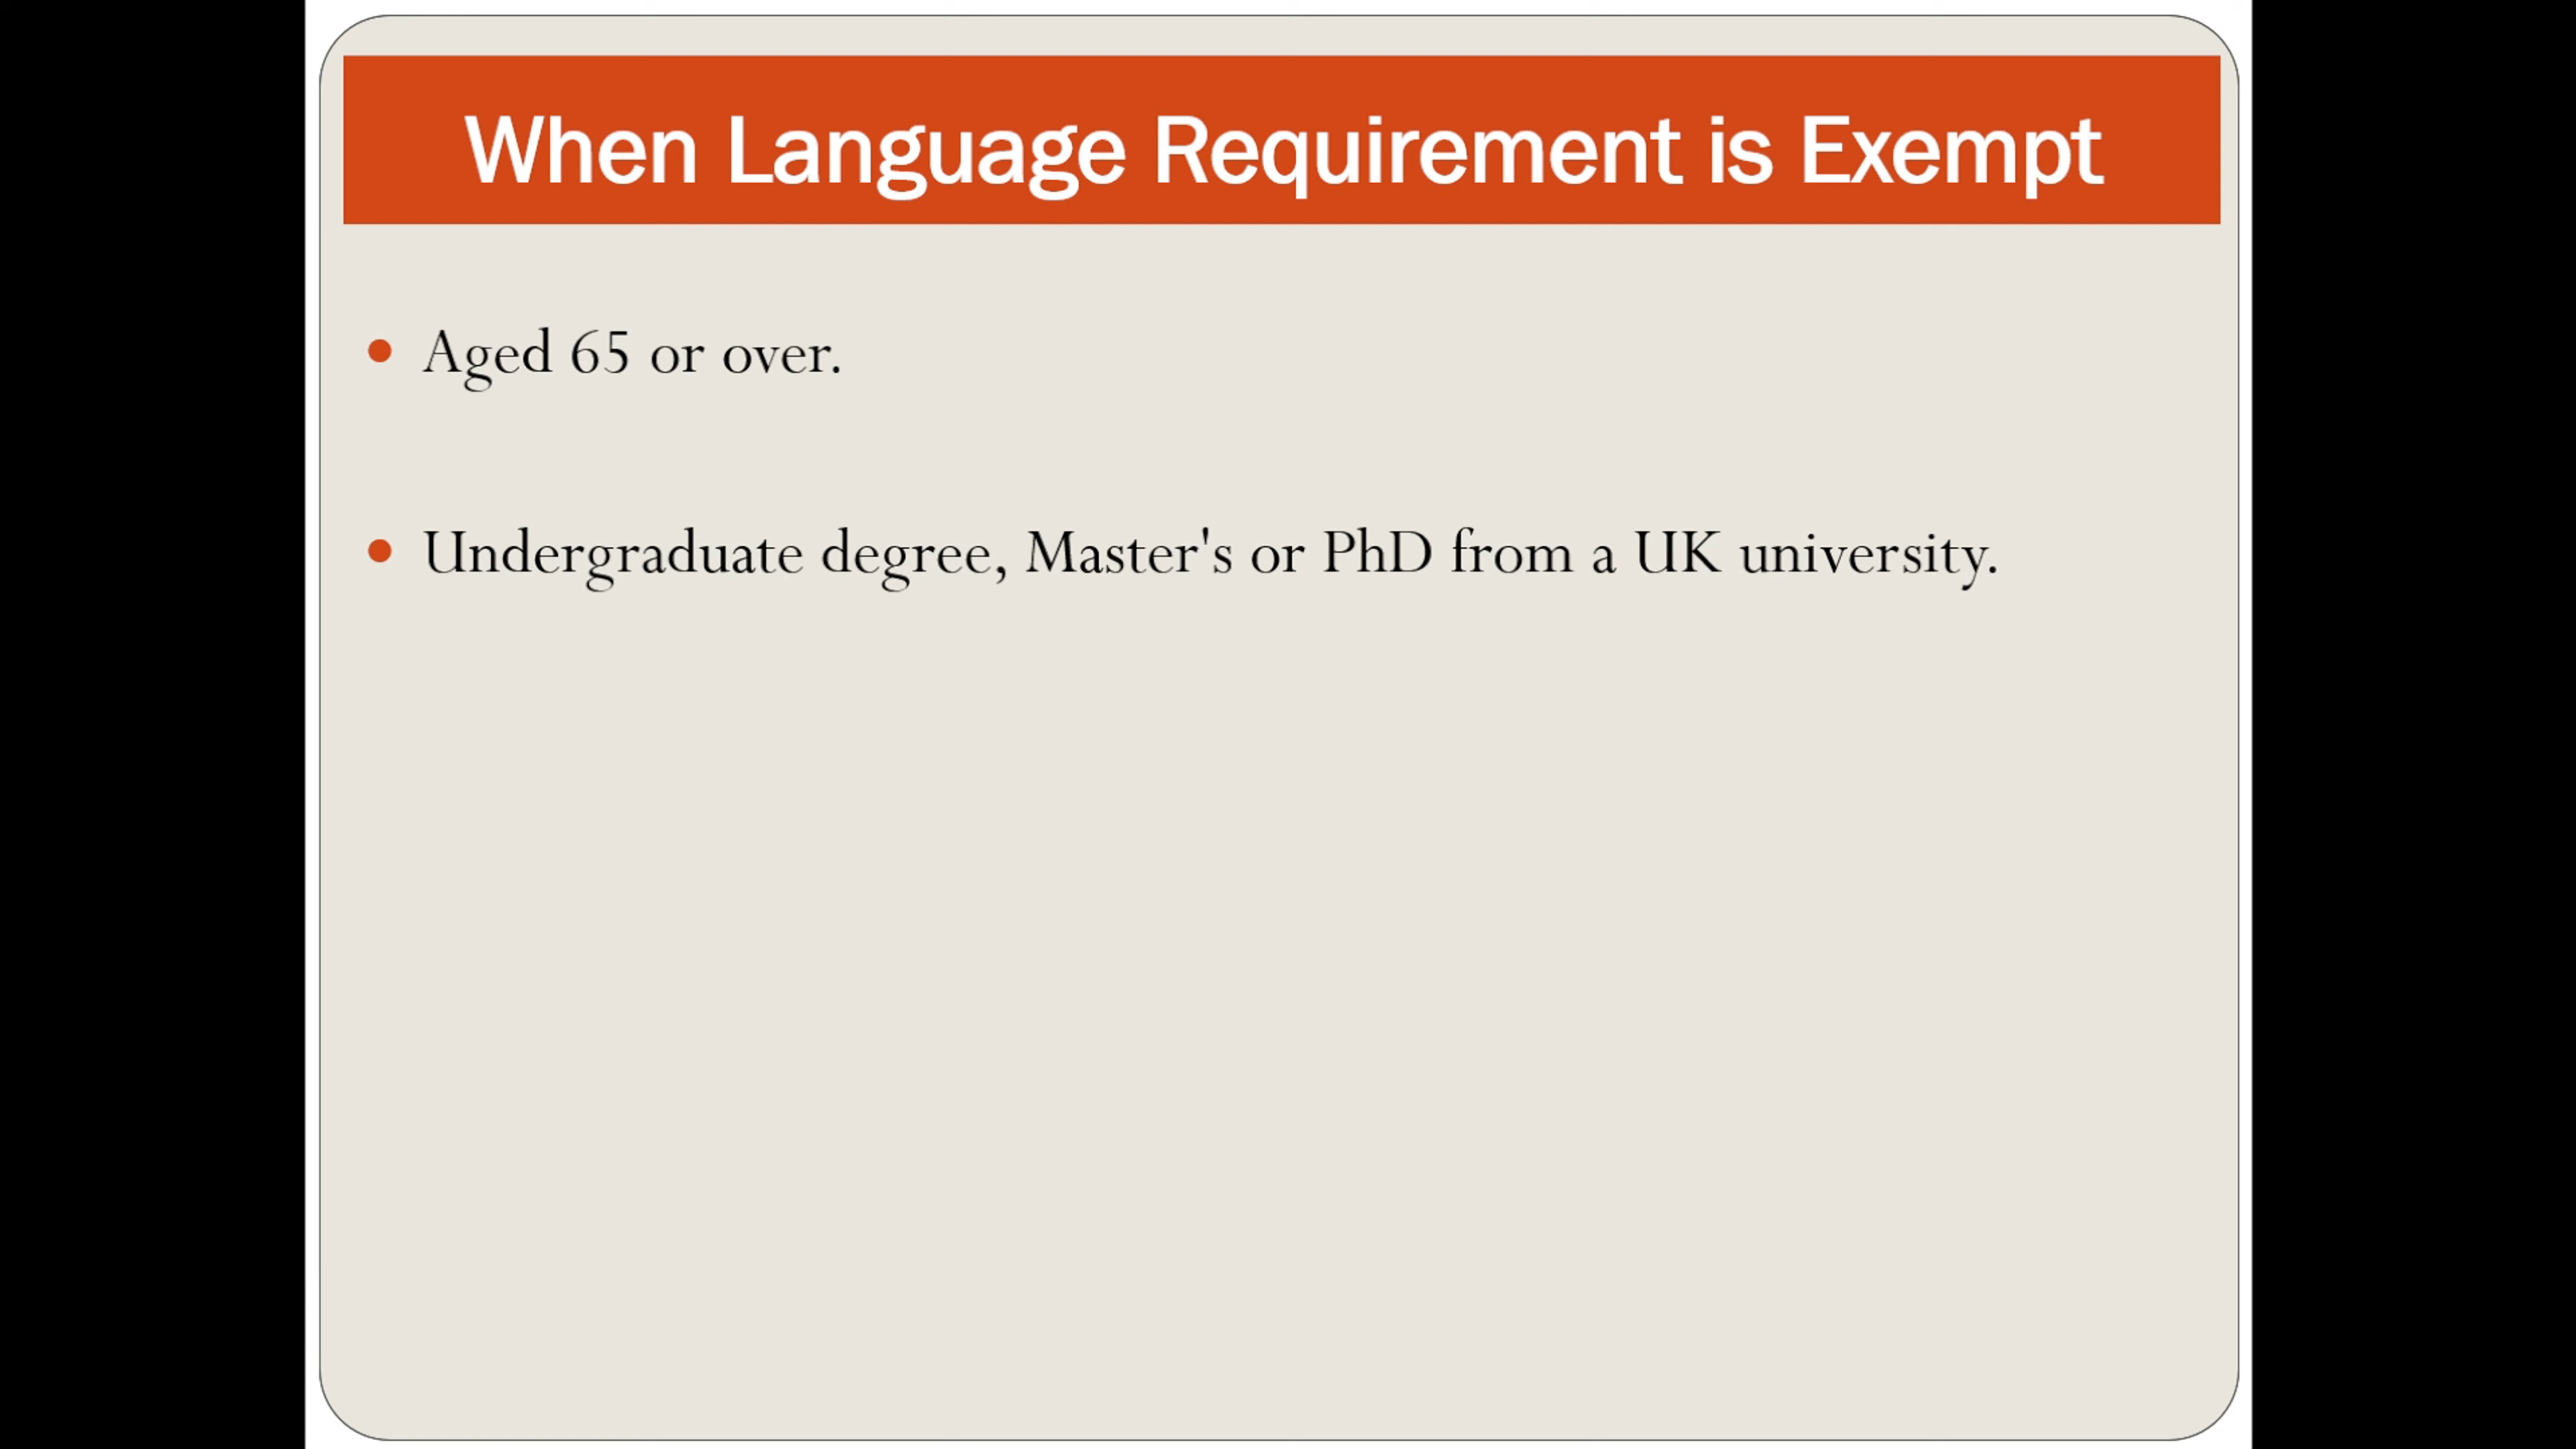 When Language Requirement is Exempt
Aged 65 or over.
Undergraduate degree, Master's or PhD from a UK university.